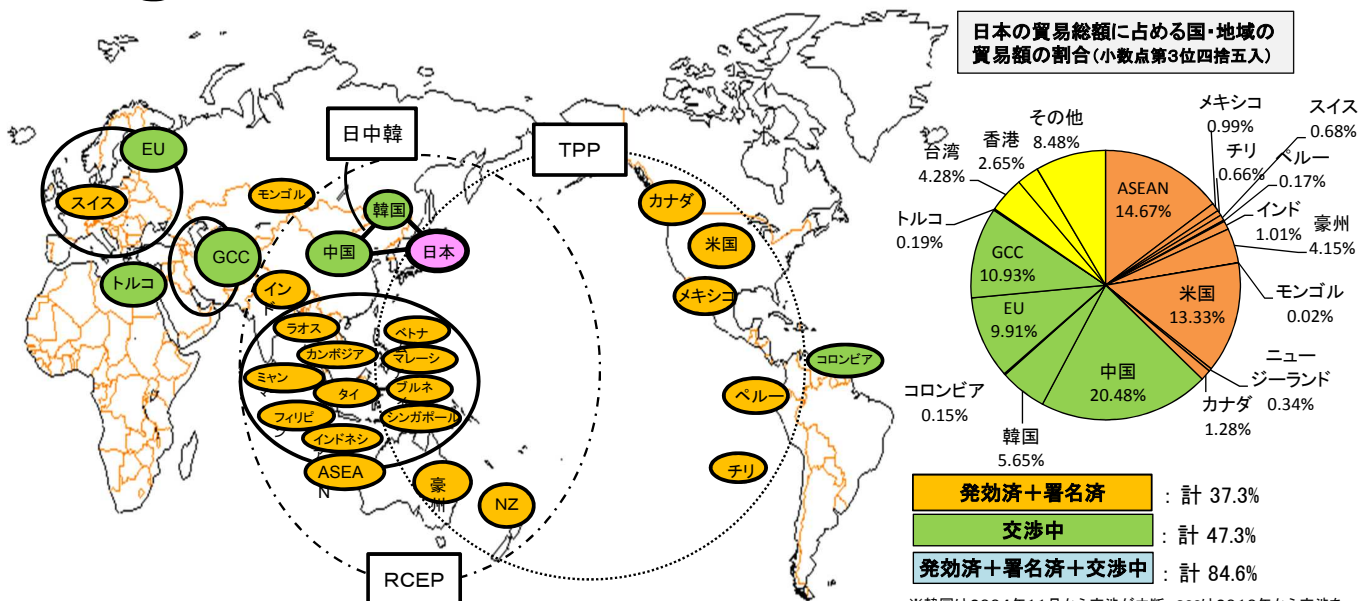 日中韓
TPP
EU
スイス
モンゴル
韓国
中国
日本
GCC
トルコ
イン
ラオス
カンボジア
ミャン
タイ
フィリピ
インドネシ
ASEA
N
ベトナ
マレーシ
ブルネ
シンガポール
豪
州
NZ
RCEP
カナダ
米国
メキシコ
コロンビア
ペルー
チリ
日本の貿易総額に占める国・地域の
貿易額の割合(小数点第3位四捨五入)
ASEAN
14.67%
メキシコ
0.99%
チリ
0.66%
スイス
0.68%
ペルー
0.17%
インド
1.01%
豪州
4.15%
モンゴル
0.02%
米国
13.33%
ニュー
ジーランド
0.34%
カナダ
1.28%
中国
20.48%
韓国
5.65%
コロンビア
0.15%
EU
9.91%
GCC
10.93%
トルコ
0.19%
台湾
4.28%
香港
2.65%
その他
8.48%
発効済+署名済 : 計 37.3%
交渉中 : 計 47.3%
発効済+署名済+交渉中 : 計 84.6%